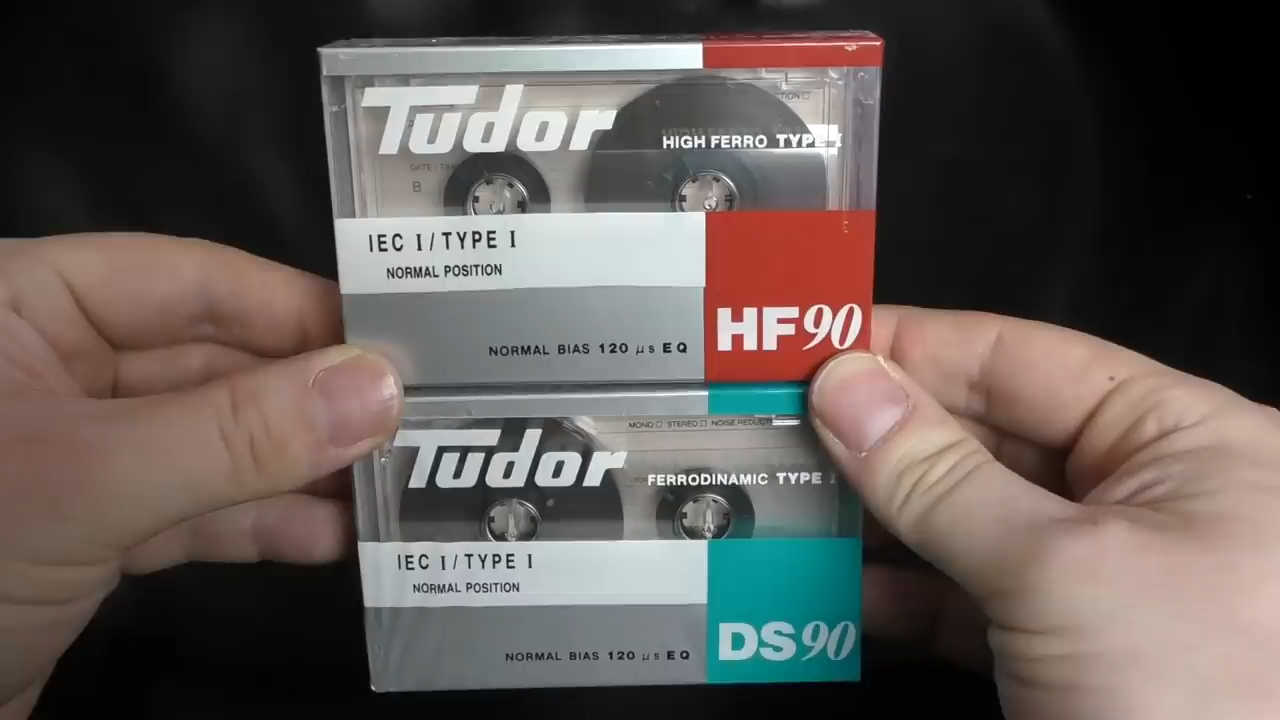 Tudor
HIGH FERRO TYPE I
B
IEC I / TYPE I
NORMAL POSITION
NORMAL BIAS 120 µs EQ
HF90
MONO □ STEREO □ NOISE REDUCT
Tudor
FERRODINAMIC TYPE I
IEC I / TYPE I
NORMAL POSITION
NORMAL BIAS 120 µs EQ
DS90